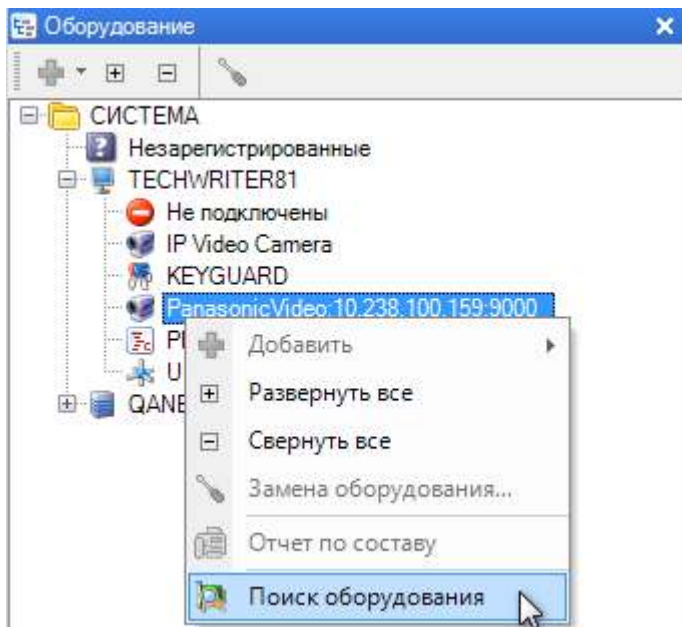 Оборудование
СИСТЕМА
Незарегистрированные
TECHWRITER81
Не подключены
IP Video Camera
KEYGUARD
PanasonicVideo:10.238.100.159:9000
Добавить
Развернуть все
Свернуть все
Замена оборудования...
Отчет по составу
Поиск оборудования